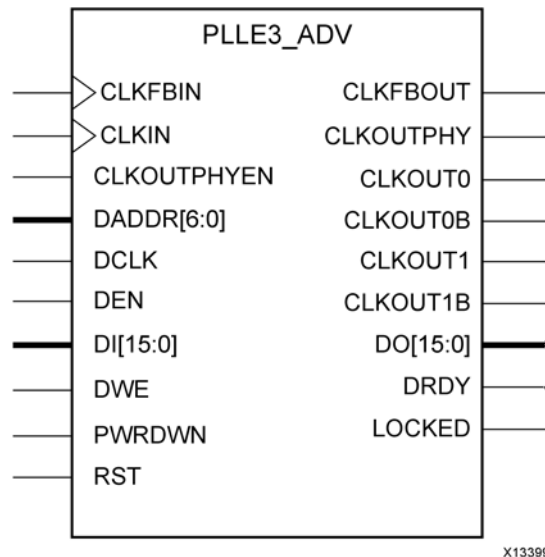 PLLE3_ADV
CLKFBIN
CLKIN
CLKOUTPHYEN
DADDR[6:0]
DCLK
DEN
DI[15:0]
DWE
PWRDWN
RST
CLKFBOUT
CLKOUTPHY
CLKOUT0
CLKOUT0B
CLKOUT1
CLKOUT1B
DO[15:0]
DRDY
LOCKED
X13399